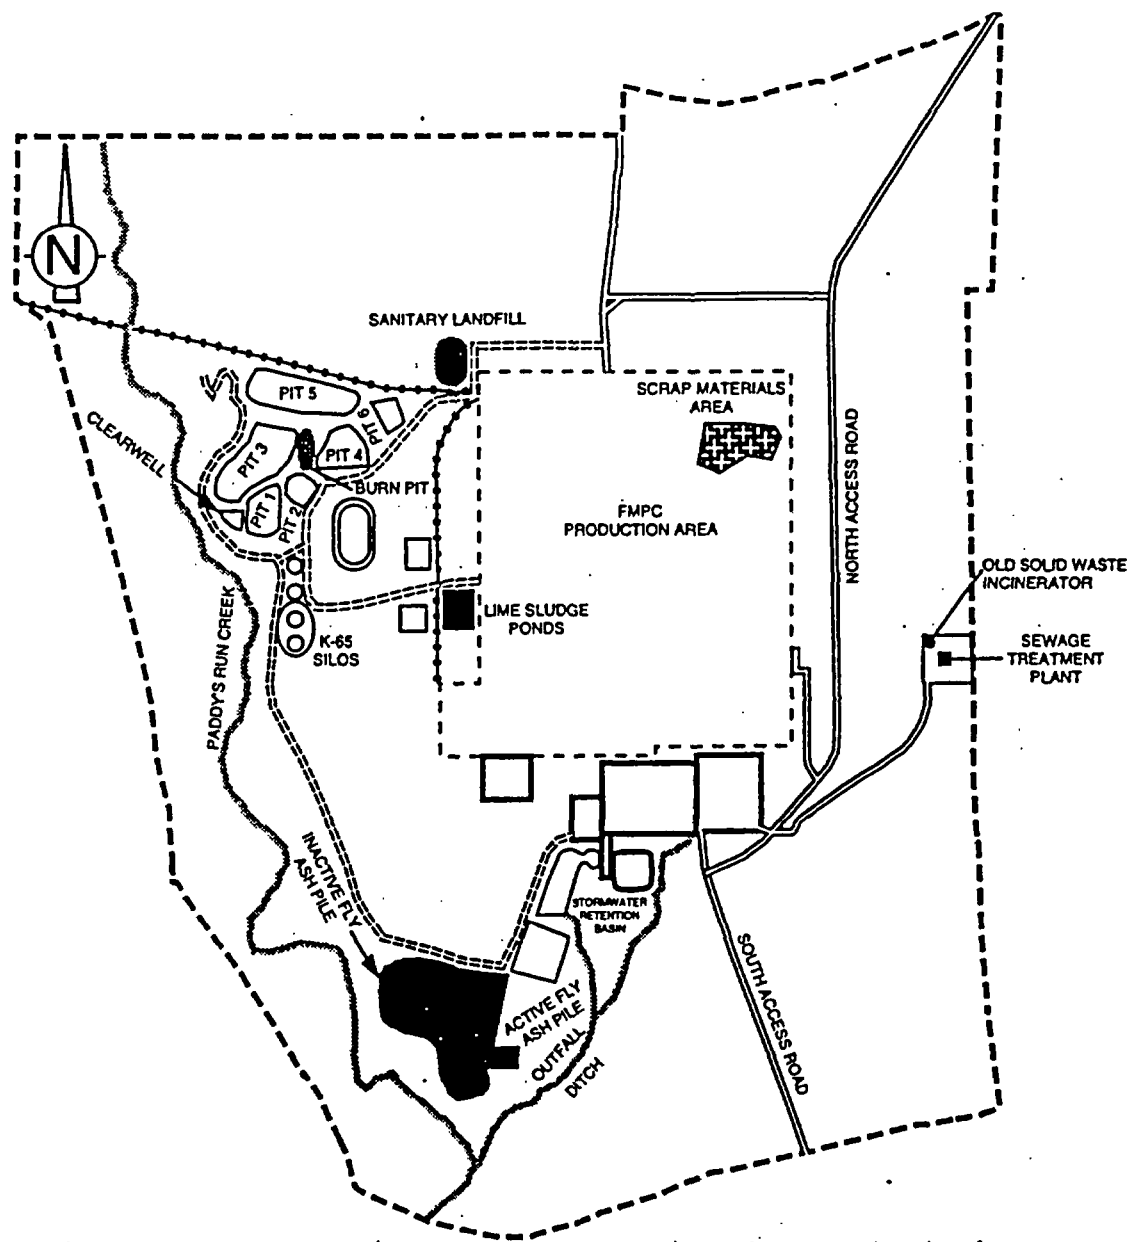 N
SANITARY LANDFILL
SCRAP MATERIALS
AREA
PIT 5
PIT 6
CLEARWELL
PIT 3
PIT 4
BURN PIT
PIT 1
PIT 2
FMPC
PRODUCTION AREA
NORTH ACCESS ROAD
OLD SOLID WASTE
INCINERATOR
LIME SLUDGE
PONDS
SEWAGE
TREATMENT
PLANT
K-65
SILOS
PADDY'S RUN CREEK
INACTIVE FLY
ASH PILE
STORMWATER
RETENTION
BASIN
SOUTH ACCESS ROAD
ACTIVE FLY
ASH PILE
OUTFALL
DITCH